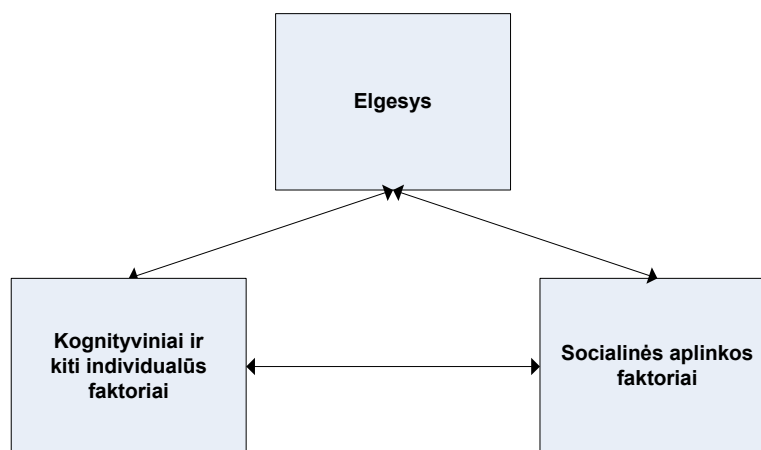 Elgesys
Kognityviniai ir
kiti individualūs
faktoriai
Socialinės aplinkos
faktoriai